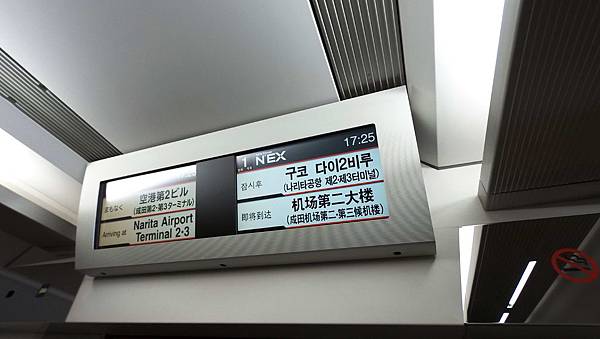 まもなく
空港第2ビル
(成田第2・第3ターミナル)
Arriving at
Narita Airport
Terminal 2·3
1 N'EX
17:25
잠시후
구코 다이2비루
(나리타공항 제2·제3터미널)
即将到达
机场第二大楼
(成田机场第二·第三候机楼)